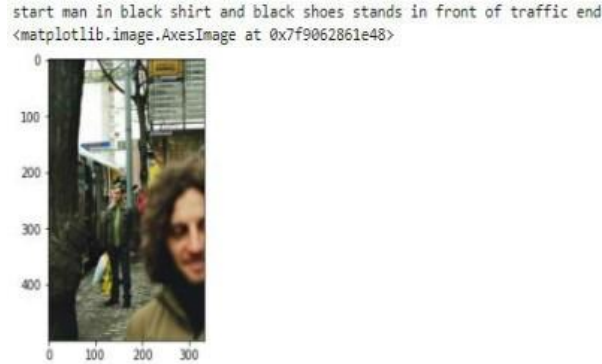 start man in black shirt and black shoes stands in front of traffic end
<matplotlib.image.AxesImage at 0x7f9062861e48>
0
100
200
300
400
0 100 200 300